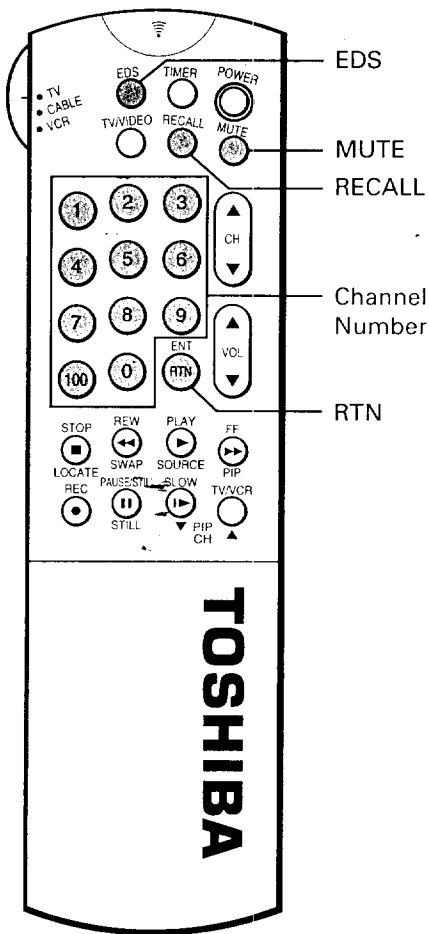 EDS
TIMER
POWER
EDS
TV
CABLE
VCR
TV/VIDEO
RECALL
MUTE
MUTE
RECALL
1
2
3
CH
4
5
6
7
8
9
Channel
Number
VOL
ENT
100
0
RTN
RTN
STOP
REW
PLAY
FF
LOCATE
SWAP
SOURCE
PIP
REC
PAUSE/STILL
SLOW
TV/VCR
STILL
PIP
CH
TOSHIBA